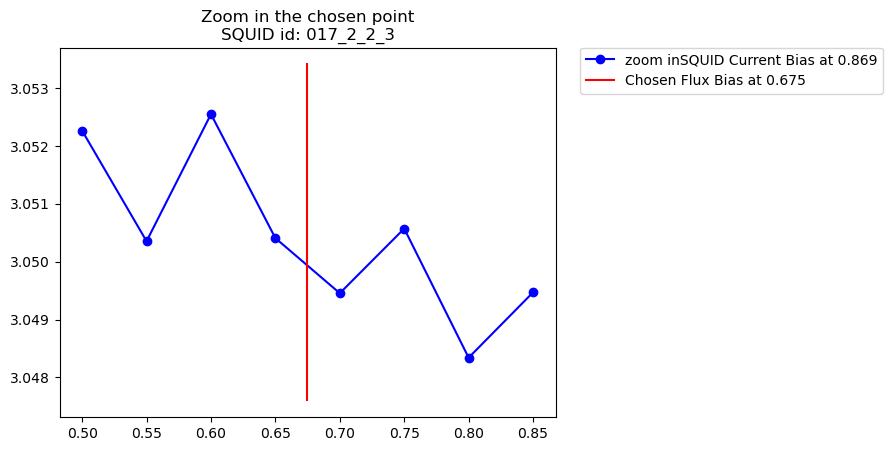 Zoom in the chosen point
SQUID id: 017_2_2_3
zoom inSQUID Current Bias at 0.869
Chosen Flux Bias at 0.675
3.053
3.052
3.051
3.050
3.049
3.048
0.50 0.55 0.60 0.65 0.70 0.75 0.80 0.85